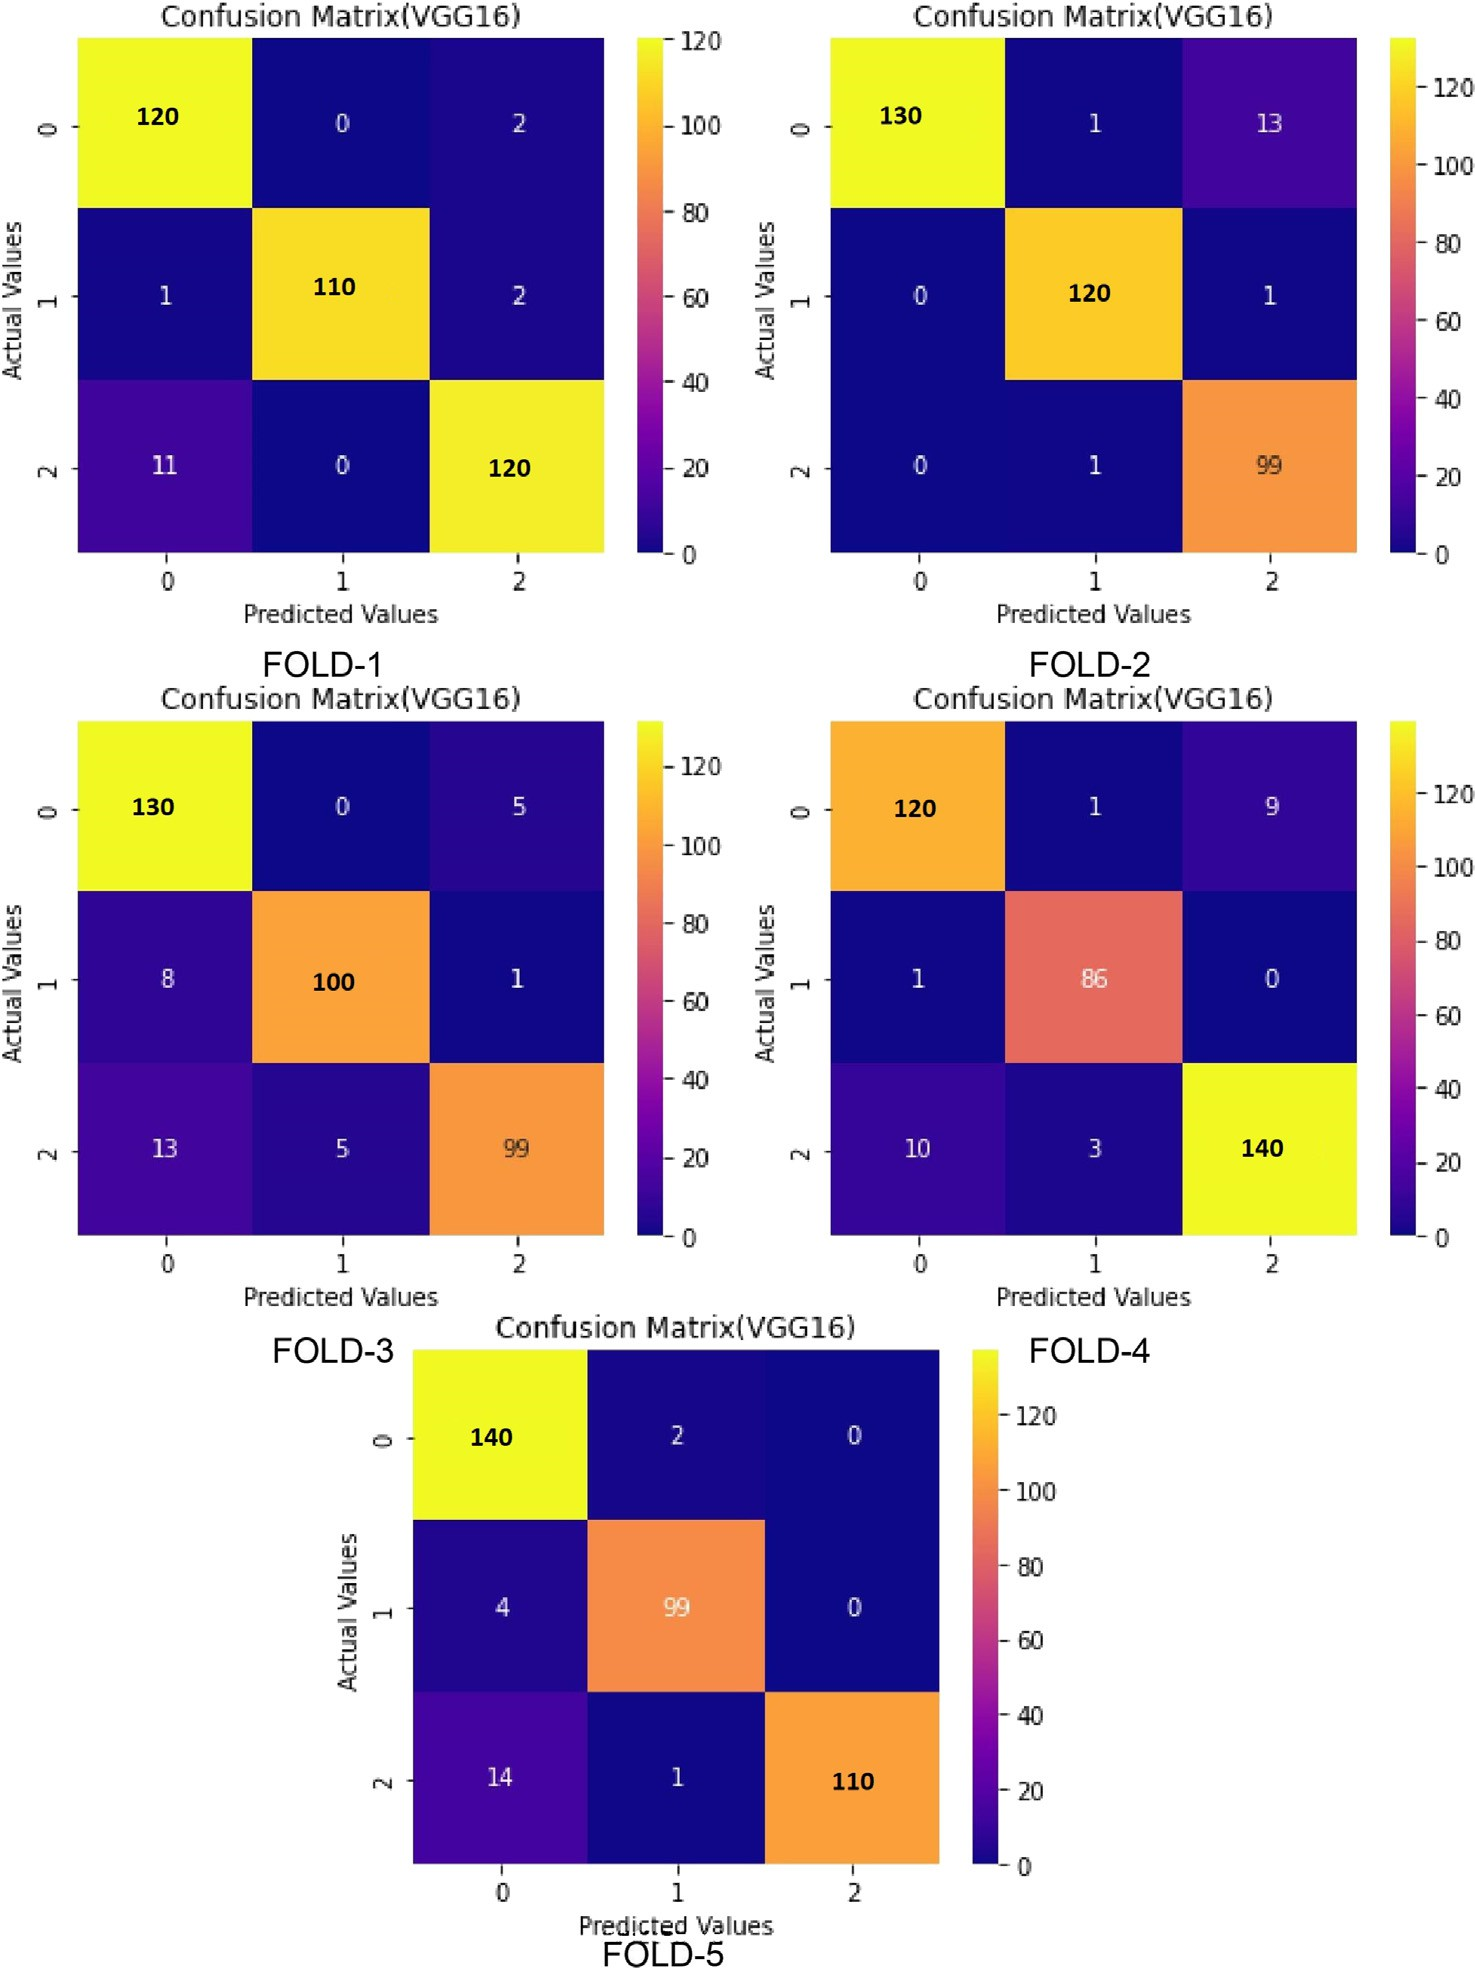 Confusion Matrix(VGG16)
120 0 2
1 110 2
11 0 120
0
1
2
Actual Values
0 1 2
Predicted Values
120
100
80
60
40
20
0
FOLD-1
Confusion Matrix(VGG16)
130 1 13
0 120 1
0 1 99
0
1
2
Actual Values
0 1 2
Predicted Values
120
100
80
60
40
20
0
FOLD-2
Confusion Matrix(VGG16)
130 0 5
8 100 1
13 5 99
0
1
2
Actual Values
0 1 2
Predicted Values
120
100
80
60
40
20
0
FOLD-3
Confusion Matrix(VGG16)
120 1 9
1 86 0
10 3 140
0
1
2
Actual Values
0 1 2
Predicted Values
120
100
80
60
40
20
0
FOLD-4
Confusion Matrix(VGG16)
140 2 0
4 99 0
14 1 110
0
1
2
Actual Values
0 1 2
Predicted Values
120
100
80
60
40
20
0
FOLD-5